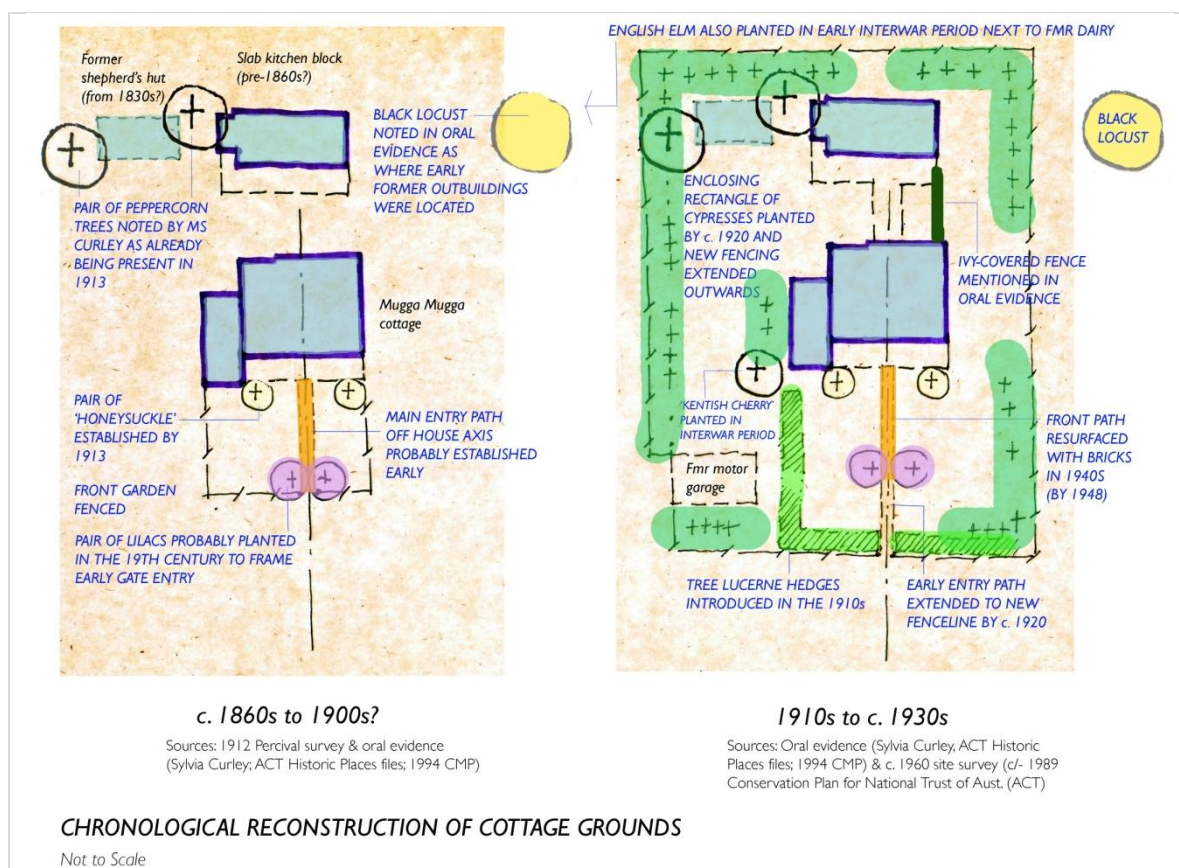 ENGLISH ELM ALSO PLANTED IN EARLY INTERWAR PERIOD NEXT TO FMR DAIRY
Former
shepherd's hut
(from 1830s?)
Slab kitchen block
(pre-1860s?)
BLACK LOCUST
NOTED IN ORAL
EVIDENCE AS
WHERE EARLY
FORMER OUTBUILDINGS
WERE LOCATED
PAIR OF PEPPERCORN
TREES NOTED BY MS
CURLEY AS ALREADY
BEING PRESENT IN
1913
Mugga Mugga
cottage
PAIR OF
'HONEYSUCKLE'
ESTABLISHED BY
1913
FRONT GARDEN
FENCED
MAIN ENTRY PATH
OFF HOUSE AXIS
PROBABLY ESTABLISHED
EARLY
PAIR OF LILACS PROBABLY PLANTED
IN THE 19TH CENTURY TO FRAME
EARLY GATE ENTRY
c. 1860s to 1900s?
Sources: 1912 Percival survey & oral evidence
(Sylvia Curley; ACT Historic Places files; 1994 CMP)
BLACK
LOCUST
ENCLOSING
RECTANGLE OF
CYPRESSES PLANTED
BY c. 1920 AND
NEW FENCING
EXTENDED
OUTWARDS
IVY-COVERED FENCE
MENTIONED IN
ORAL EVIDENCE
'KENTISH CHERRY'
PLANTED IN
INTERWAR PERIOD
Fmr motor
garage
FRONT PATH
RESURFACED
WITH BRICKS
IN 1940S
(BY 1948)
TREE LUCERNE HEDGES
INTRODUCED IN THE 1910s
EARLY ENTRY PATH
EXTENDED TO NEW
FENCELINE BY c. 1920
1910s to c. 1930s
Sources: Oral evidence (Sylvia Curley, ACT Historic
Places files; 1994 CMP) & c. 1960 site survey (c/- 1989
Conservation Plan for National Trust of Aust. (ACT)
CHRONOLOGICAL RECONSTRUCTION OF COTTAGE GROUNDS
Not to Scale